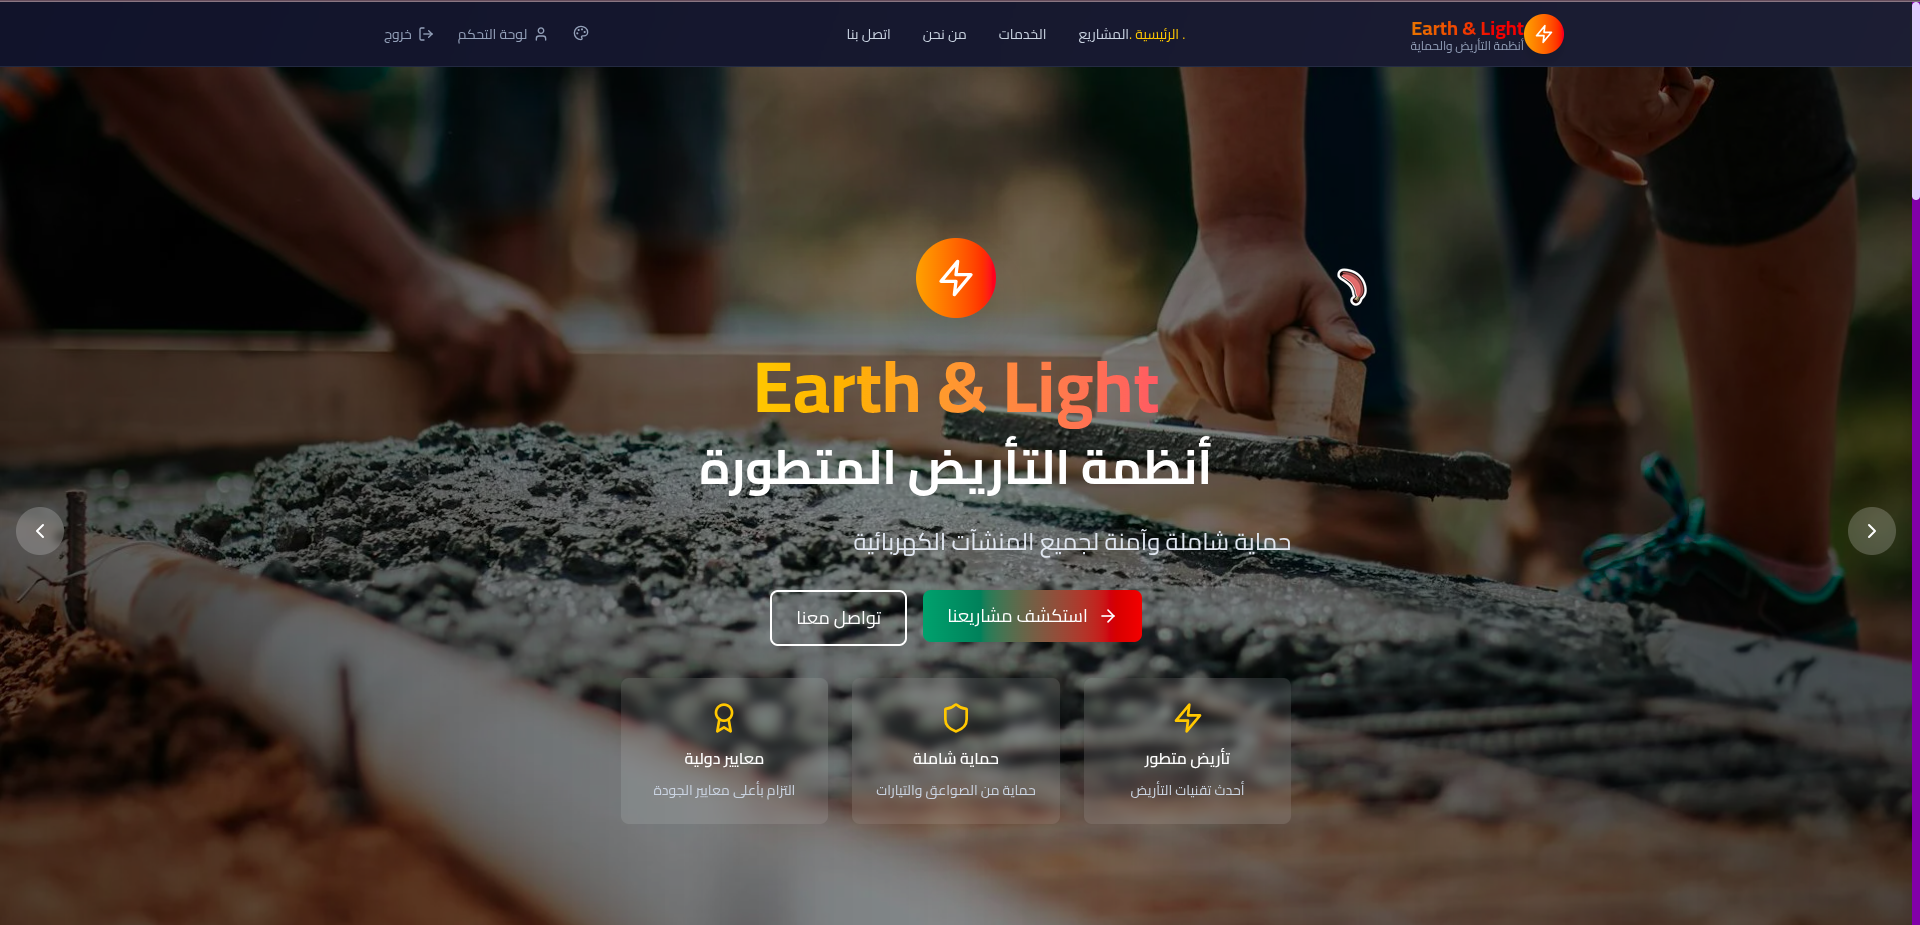 Earth & Light
أنظمة التأريض والحماية
. الرئيسية .
المشاريع
الخدمات
من نحن
اتصل بنا
لوحة التحكم
خروج
Earth & Light
أنظمة التأريض المتطورة
حماية شاملة وآمنة لجميع المنشآت الكهربائية
استكشف مشاريعنا
تواصل معنا
تأريض متطور
أحدث تقنيات التأريض
حماية شاملة
حماية من الصواعق والتيارات
معايير دولية
التزام بأعلى معايير الجودة